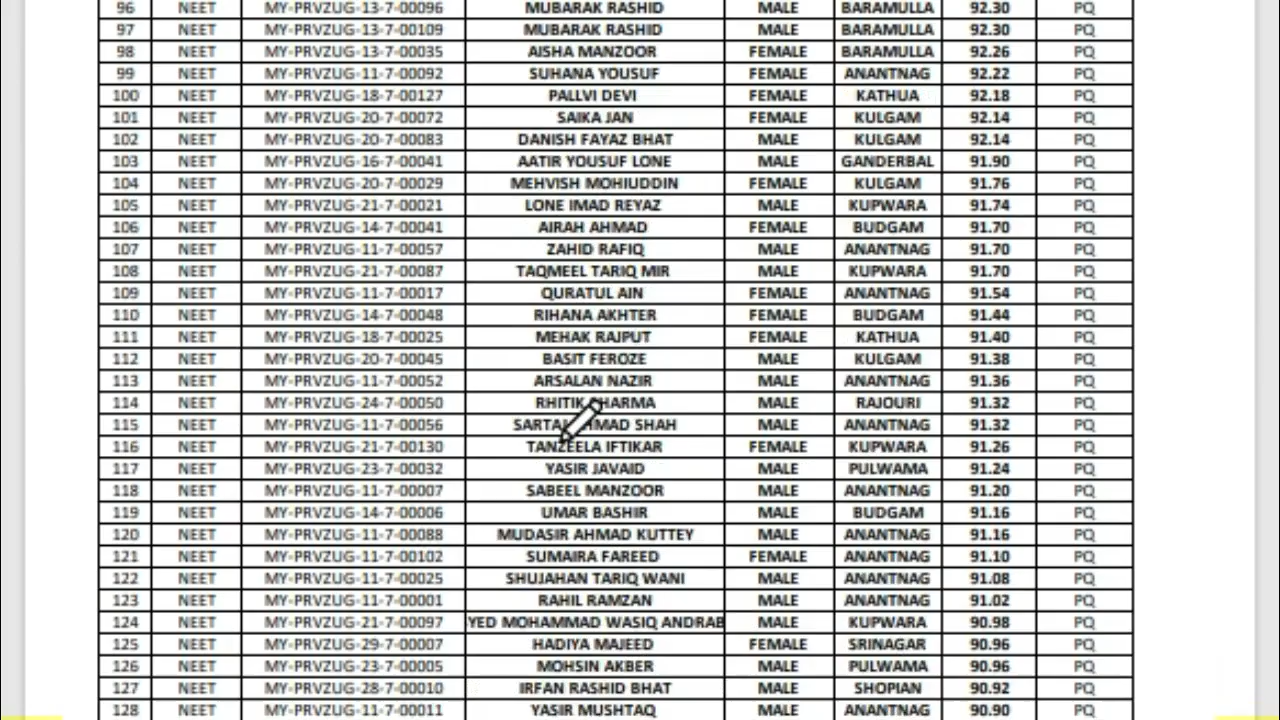 96 NEET MY-PRVZUG-13-7-00096 MUBARAK RASHID MALE BARAMULLA 92.30 PQ
97 NEET MY-PRVZUG-13-7-00109 MUBARAK RASHID MALE BARAMULLA 92.30 PQ
98 NEET MY-PRVZUG-13-7-00035 AISHA MANZOOR FEMALE BARAMULLA 92.26 PQ
99 NEET MY-PRVZUG-11-7-00092 SUHANA YOUSUF FEMALE ANANTNAG 92.22 PQ
100 NEET MY-PRVZUG-18-7-00127 PALLVI DEVI FEMALE KATHUA 92.18 PQ
101 NEET MY-PRVZUG-20-7-00072 SAIKA JAN FEMALE KULGAM 92.14 PQ
102 NEET MY-PRVZUG-20-7-00083 DANISH FAYAZ BHAT MALE KULGAM 92.14 PQ
103 NEET MY-PRVZUG-16-7-00041 AATIR YOUSUF LONE MALE GANDERBAL 91.90 PQ
104 NEET MY-PRVZUG-20-7-00029 MEHVISH MOHIUDDIN FEMALE KULGAM 91.76 PQ
105 NEET MY-PRVZUG-21-7-00021 LONE IMAD REYAZ MALE KUPWARA 91.74 PQ
106 NEET MY-PRVZUG-14-7-00041 AIRAH AHMAD FEMALE BUDGAM 91.70 PQ
107 NEET MY-PRVZUG-11-7-00057 ZAHID RAFIQ MALE ANANTNAG 91.70 PQ
108 NEET MY-PRVZUG-21-7-00087 TAQMEEL TARIQ MIR MALE KUPWARA 91.70 PQ
109 NEET MY-PRVZUG-11-7-00017 QURATUL AIN FEMALE ANANTNAG 91.54 PQ
110 NEET MY-PRVZUG-14-7-00048 RIHANA AKHTER FEMALE BUDGAM 91.44 PQ
111 NEET MY-PRVZUG-18-7-00025 MEHAK RAJPUT FEMALE KATHUA 91.40 PQ
112 NEET MY-PRVZUG-20-7-00045 BASIT FEROZE MALE KULGAM 91.38 PQ
113 NEET MY-PRVZUG-11-7-00052 ARSALAN NAZIR MALE ANANTNAG 91.36 PQ
114 NEET MY-PRVZUG-24-7-00050 RHITIK SHARMA MALE RAJOURI 91.32 PQ
115 NEET MY-PRVZUG-11-7-00056 SHAH MALE ANANTNAG 91.32 PQ
116 NEET MY-PRVZUG-21-7-00130 TANZEELA IFTIKAR FEMALE KUPWARA 91.26 PQ
117 NEET MY-PRVZUG-23-7-00032 YASIR JAVAID MALE PULWAMA 91.24 PQ
118 NEET MY-PRVZUG-11-7-00007 SABEEL MANZOOR MALE ANANTNAG 91.20 PQ
119 NEET MY-PRVZUG-14-7-00006 UMAR BASHIR MALE BUDGAM 91.16 PQ
120 NEET MY-PRVZUG-11-7-00088 MUDASIR AHMAD KUTTEY MALE ANANTNAG 91.16 PQ
121 NEET MY-PRVZUG-11-7-00102 SUMAIRA FAREED FEMALE ANANTNAG 91.10 PQ
122 NEET MY-PRVZUG-11-7-00025 SHUJAHAN TARIQ WANI MALE ANANTNAG 91.08 PQ
123 NEET MY-PRVZUG-11-7-00001 RAHIL RAMZAN MALE ANANTNAG 91.02 PQ
124 NEET MY-PRVZUG-21-7-00097 YED MOHAMMAD WASIQ ANDRAB MALE KUPWARA 90.98 PQ
125 NEET MY-PRVZUG-29-7-00007 HADIYA MAJEED FEMALE SRINAGAR 90.96 PQ
126 NEET MY-PRVZUG-23-7-00005 MOHSIN AKBER MALE PULWAMA 90.96 PQ
127 NEET MY-PRVZUG-28-7-00010 IRFAN RASHID BHAT MALE SHOPIAN 90.92 PQ
128 NEET MY-PRVZUG-11-7-00011 YASIR MUSHTAQ MALE ANANTNAG 90.90 PQ